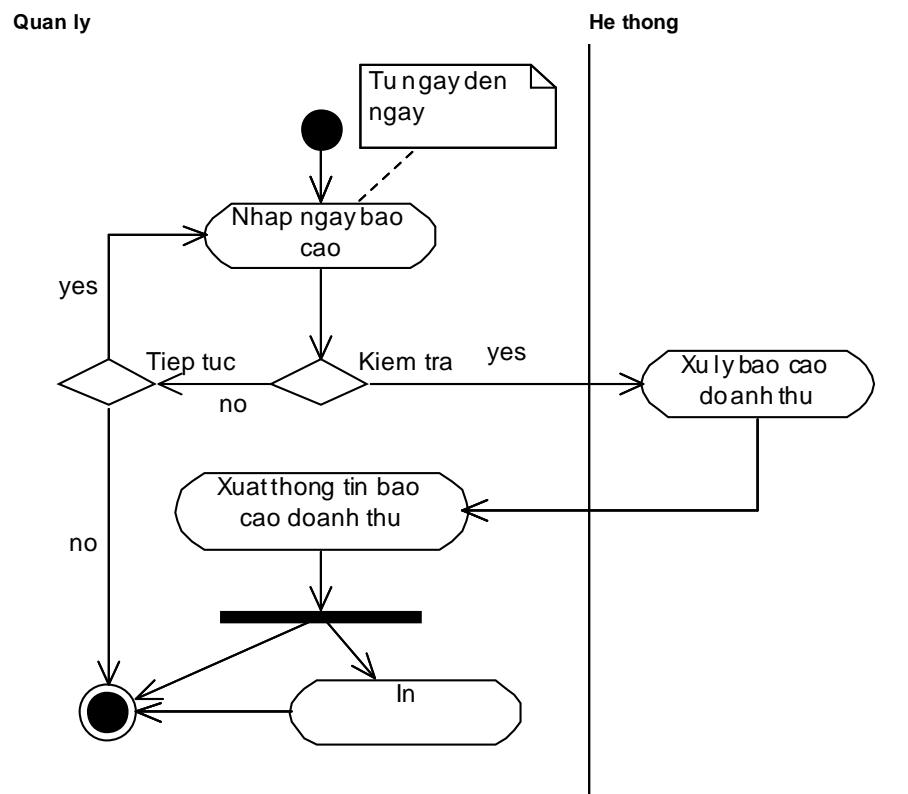 Quan ly
He thong
Tu ngay den
ngay
Nhap ngay bao
cao
yes
Tiep tuc
Kiem tra
yes
no
Xu ly bao cao
doanh thu
Xuat thong tin bao
cao doanh thu
no
In